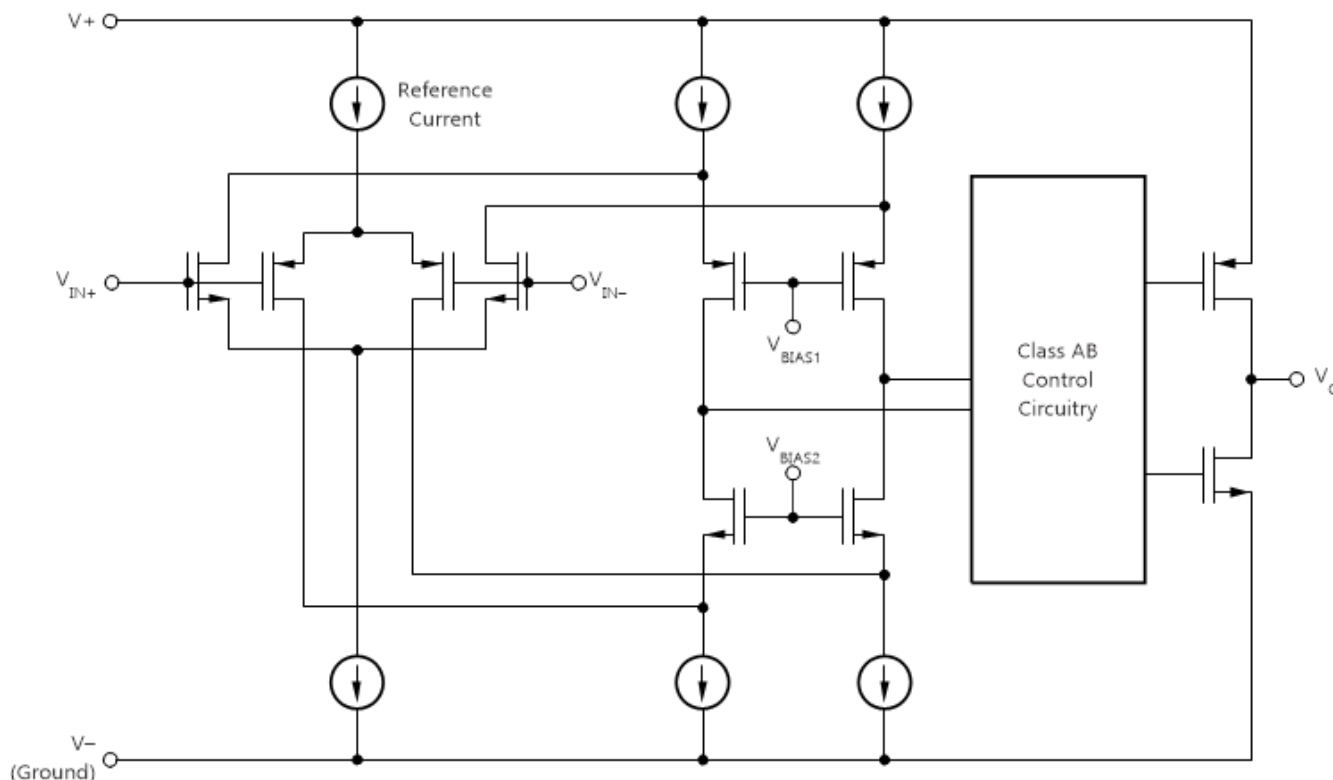 V+
Reference
Current
VIN+
VIN−
VBIAS1
Class AB
Control
Circuitry
VBIAS2
V−
(Ground)